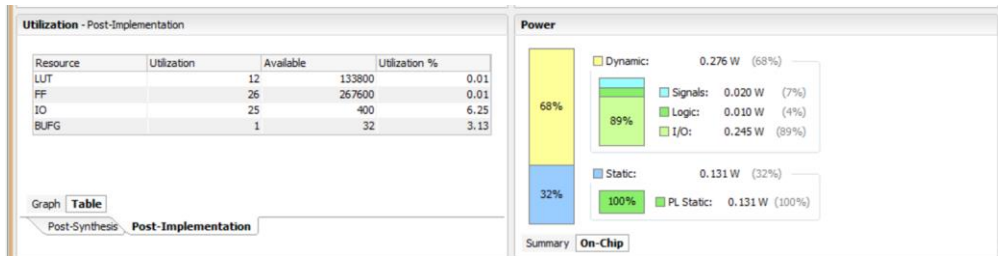 Utilization - Post-Implementation
Resource Utilization Available Utilization %
LUT 12 133800 0.01
FF 26 267600 0.01
IO 25 400 6.25
BUFG 1 32 3.13
Graph Table
Post-Synthesis Post-Implementation
Power
68%
32%
Dynamic: 0.276 W (68%)
89%
Signals: 0.020 W (7%)
Logic: 0.010 W (4%)
I/O: 0.245 W (89%)
Static: 0.131 W (32%)
100% PL Static: 0.131 W (100%)
Summary On-Chip